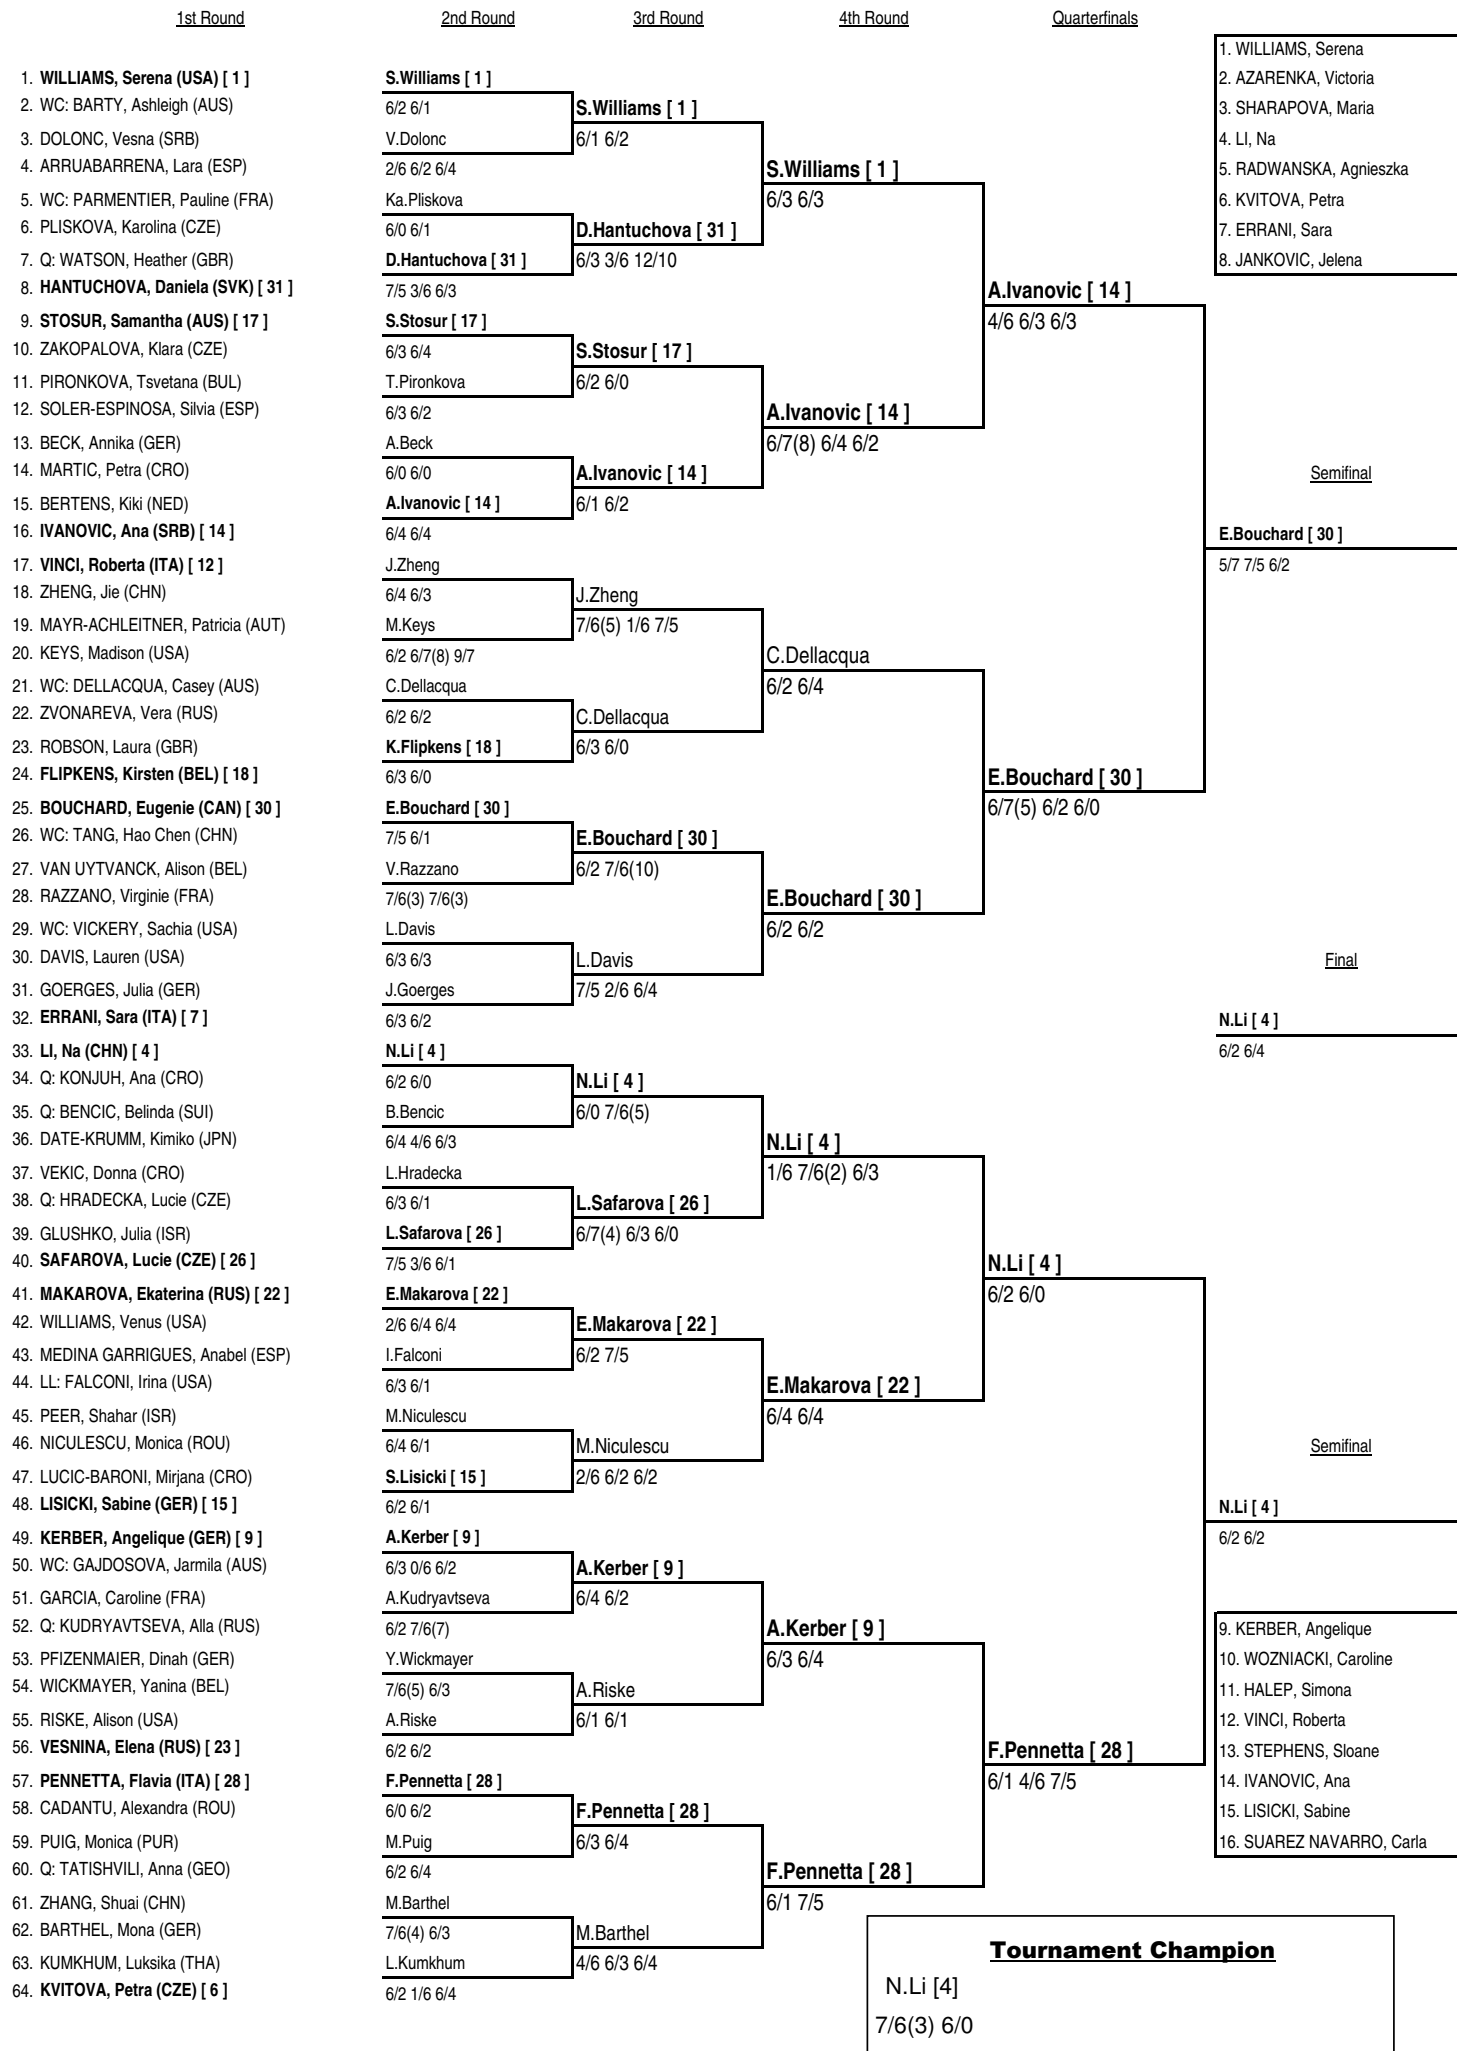 1st Round 2nd Round 3rd Round 4th Round Quarterfinals
1. WILLIAMS, Serena
2. AZARENKA, Victoria
3. SHARAPOVA, Maria
4. LI, Na
5. RADWANSKA, Agnieszka
6. KVITOVA, Petra
7. ERRANI, Sara
8. JANKOVIC, Jelena
1. WILLIAMS, Serena (USA) [ 1 ]
2. WC: BARTY, Ashleigh (AUS)
3. DOLONC, Vesna (SRB)
4. ARRUABARRENA, Lara (ESP)
5. WC: PARMENTIER, Pauline (FRA)
6. PLISKOVA, Karolina (CZE)
7. Q: WATSON, Heather (GBR)
8. HANTUCHOVA, Daniela (SVK) [ 31 ]
9. STOSUR, Samantha (AUS) [ 17 ]
10. ZAKOPALOVA, Klara (CZE)
11. PIRONKOVA, Tsvetana (BUL)
12. SOLER-ESPINOSA, Silvia (ESP)
13. BECK, Annika (GER)
14. MARTIC, Petra (CRO)
15. BERTENS, Kiki (NED)
16. IVANOVIC, Ana (SRB) [ 14 ]
17. VINCI, Roberta (ITA) [ 12 ]
18. ZHENG, Jie (CHN)
19. MAYR-ACHLEITNER, Patricia (AUT)
20. KEYS, Madison (USA)
21. WC: DELLACQUA, Casey (AUS)
22. ZVONAREVA, Vera (RUS)
23. ROBSON, Laura (GBR)
24. FLIPKENS, Kirsten (BEL) [ 18 ]
25. BOUCHARD, Eugenie (CAN) [ 30 ]
26. WC: TANG, Hao Chen (CHN)
27. VAN UYTVANCK, Alison (BEL)
28. RAZZANO, Virginie (FRA)
29. WC: VICKERY, Sachia (USA)
30. DAVIS, Lauren (USA)
31. GOERGES, Julia (GER)
32. ERRANI, Sara (ITA) [ 7 ]
33. LI, Na (CHN) [ 4 ]
34. Q: KONJUH, Ana (CRO)
35. Q: BENCIC, Belinda (SUI)
36. DATE-KRUMM, Kimiko (JPN)
37. VEKIC, Donna (CRO)
38. Q: HRADECKA, Lucie (CZE)
39. GLUSHKO, Julia (ISR)
40. SAFAROVA, Lucie (CZE) [ 26 ]
41. MAKAROVA, Ekaterina (RUS) [ 22 ]
42. WILLIAMS, Venus (USA)
43. MEDINA GARRIGUES, Anabel (ESP)
44. LL: FALCONI, Irina (USA)
45. PEER, Shahar (ISR)
46. NICULESCU, Monica (ROU)
47. LUCIC-BARONI, Mirjana (CRO)
48. LISICKI, Sabine (GER) [ 15 ]
49. KERBER, Angelique (GER) [ 9 ]
50. WC: GAJDOSOVA, Jarmila (AUS)
51. GARCIA, Caroline (FRA)
52. Q: KUDRYAVTSEVA, Alla (RUS)
53. PFIZENMAIER, Dinah (GER)
54. WICKMAYER, Yanina (BEL)
55. RISKE, Alison (USA)
56. VESNINA, Elena (RUS) [ 23 ]
57. PENNETTA, Flavia (ITA) [ 28 ]
58. CADANTU, Alexandra (ROU)
59. PUIG, Monica (PUR)
60. Q: TATISHVILI, Anna (GEO)
61. ZHANG, Shuai (CHN)
62. BARTHEL, Mona (GER)
63. KUMKHUM, Luksika (THA)
64. KVITOVA, Petra (CZE) [ 6 ]
S.Williams [ 1 ]
6/2 6/1
V.Dolonc
2/6 6/2 6/4
Ka.Pliskova
6/0 6/1
D.Hantuchova [ 31 ]
7/5 3/6 6/3
S.Stosur [ 17 ]
6/3 6/4
T.Pironkova
6/3 6/2
A.Beck
6/0 6/0
A.Ivanovic [ 14 ]
6/4 6/4
J.Zheng
6/4 6/3
M.Keys
6/2 6/7(8) 9/7
C.Dellacqua
6/2 6/2
K.Flipkens [ 18 ]
6/3 6/0
E.Bouchard [ 30 ]
7/5 6/1
V.Razzano
7/6(3) 7/6(3)
L.Davis
6/3 6/3
J.Goerges
6/3 6/2
N.Li [ 4 ]
6/2 6/0
B.Bencic
6/4 4/6 6/3
L.Hradecka
6/3 6/1
L.Safarova [ 26 ]
7/5 3/6 6/1
E.Makarova [ 22 ]
2/6 6/4 6/4
I.Falconi
6/3 6/1
M.Niculescu
6/4 6/1
S.Lisicki [ 15 ]
6/2 6/1
A.Kerber [ 9 ]
6/3 0/6 6/2
A.Kudryavtseva
6/2 7/6(7)
Y.Wickmayer
7/6(5) 6/3
A.Riske
6/2 6/2
F.Pennetta [ 28 ]
6/0 6/2
M.Puig
6/2 6/4
M.Barthel
7/6(4) 6/3
L.Kumkhum
6/2 1/6 6/4
S.Williams [ 1 ]
6/1 6/2
D.Hantuchova [ 31 ]
6/3 3/6 12/10
S.Stosur [ 17 ]
6/2 6/0
A.Ivanovic [ 14 ]
6/1 6/2
J.Zheng
7/6(5) 1/6 7/5
C.Dellacqua
6/3 6/0
E.Bouchard [ 30 ]
6/2 7/6(10)
L.Davis
7/5 2/6 6/4
N.Li [ 4 ]
6/0 7/6(5)
L.Safarova [ 26 ]
6/7(4) 6/3 6/0
E.Makarova [ 22 ]
6/2 7/5
M.Niculescu
2/6 6/2 6/2
A.Kerber [ 9 ]
6/4 6/2
A.Riske
6/1 6/1
F.Pennetta [ 28 ]
6/3 6/4
M.Barthel
4/6 6/3 6/4
S.Williams [ 1 ]
6/3 6/3
A.Ivanovic [ 14 ]
6/7(8) 6/4 6/2
C.Dellacqua
6/2 6/4
E.Bouchard [ 30 ]
6/2 6/2
N.Li [ 4 ]
1/6 7/6(2) 6/3
E.Makarova [ 22 ]
6/4 6/4
A.Kerber [ 9 ]
6/3 6/4
F.Pennetta [ 28 ]
6/1 7/5
A.Ivanovic [ 14 ]
4/6 6/3 6/3
E.Bouchard [ 30 ]
6/7(5) 6/2 6/0
N.Li [ 4 ]
6/2 6/0
F.Pennetta [ 28 ]
6/1 4/6 7/5
Semifinal
E.Bouchard [ 30 ]
5/7 7/5 6/2
Final
N.Li [ 4 ]
6/2 6/4
Semifinal
N.Li [ 4 ]
6/2 6/2
9. KERBER, Angelique
10. WOZNIACKI, Caroline
11. HALEP, Simona
12. VINCI, Roberta
13. STEPHENS, Sloane
14. IVANOVIC, Ana
15. LISICKI, Sabine
16. SUAREZ NAVARRO, Carla
Tournament Champion
N.Li [4]
7/6(3) 6/0